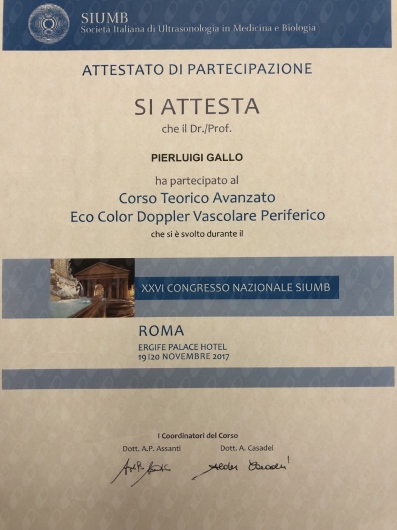 SIUMB
Società Italiana di Ultrasonologia in Medicina e Biologia
ATTESTATO DI PARTECIPAZIONE
SI ATTESTA
che il Dr./Prof.
PIERLUIGI GALLO
ha partecipato al
Corso Teorico Avanzato
Eco Color Doppler Vascolare Periferico
che si è svolto durante il
XXVI CONGRESSO NAZIONALE SIUMB
ROMA
ERGIFE PALACE HOTEL
19|20 NOVEMBRE 2017
I Coordinatori del Corso
Dott. A.P. Assanti Dott. A. Casadei